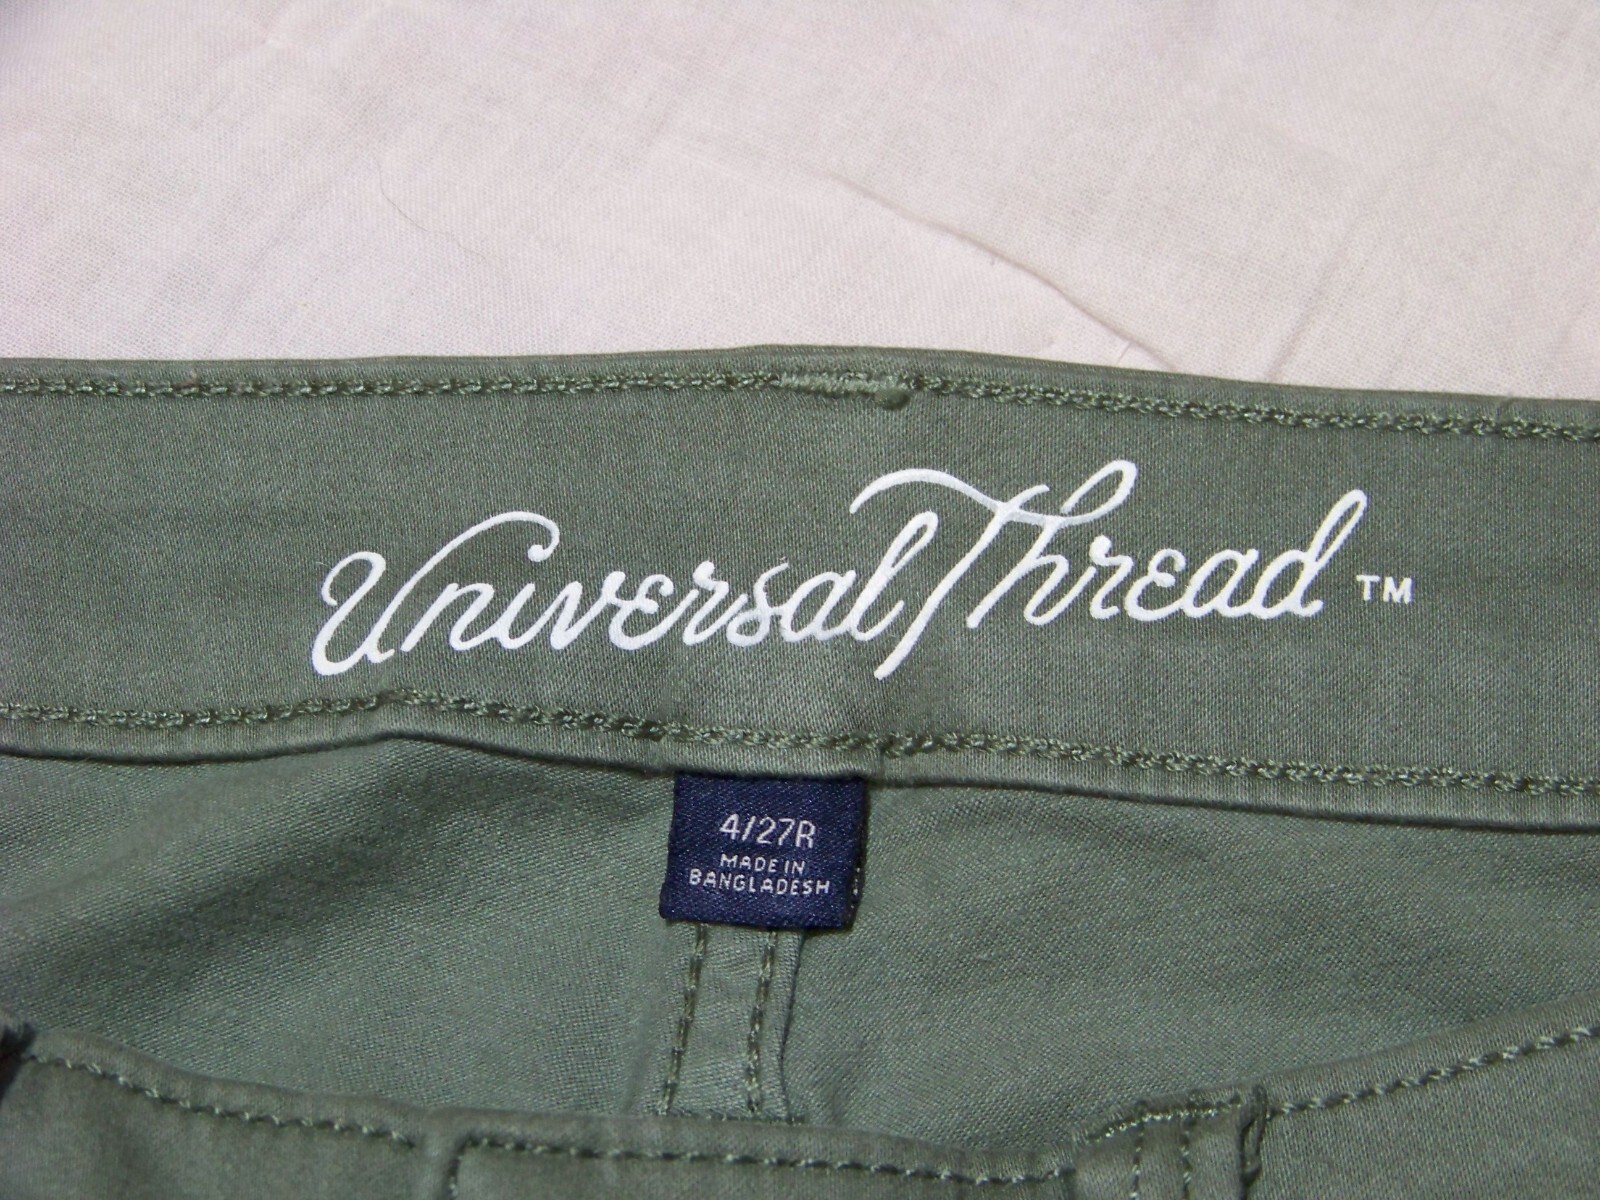 Universal Thread™
4/27R
MADE IN
BANGLADESH